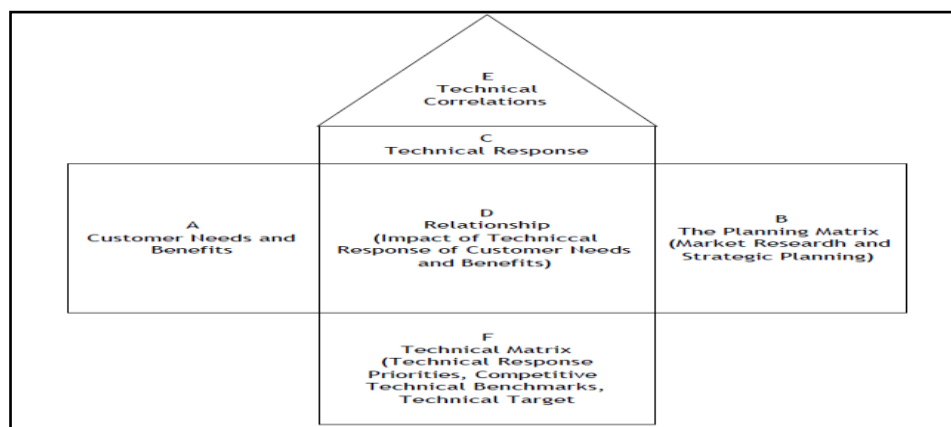 E
Technical
Correlations
C
Technical Response
A
Customer Needs and
Benefits
D
Relationship
(Impact of Techniccal
Response of Customer Needs
and Benefits)
B
The Planning Matrix
(Market Researdh and
Strategic Planning)
F
Technical Matrix
(Technical Response
Priorities, Competitive
Technical Benchmarks,
Technical Target